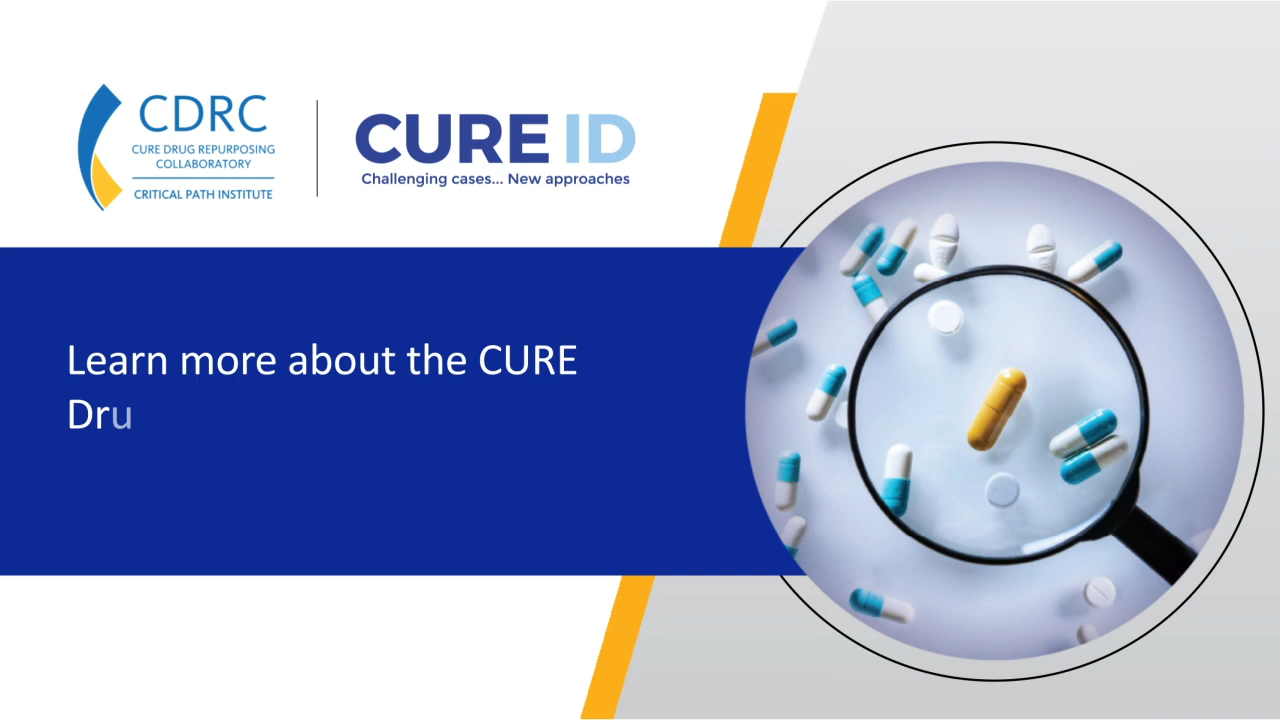 CDRC
CURE DRUG REPURPOSING
COLLABORATORY
CRITICAL PATH INSTITUTE
CURE ID
Challenging cases... New approaches
Learn more about the CURE
Dru